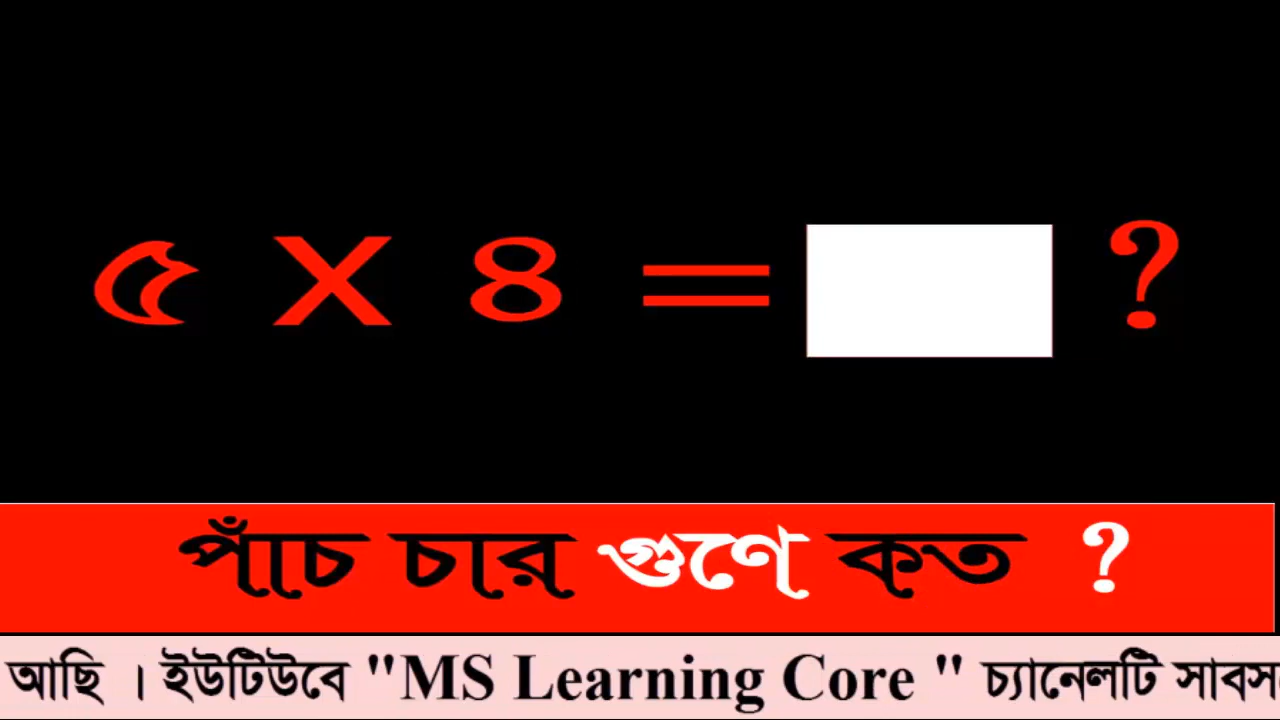 ৫ X ৪ = ?
পাঁচ চার গুণে কত ?
আছি । ইউটিউবে "MS Learning Core " চ্যানেলটি